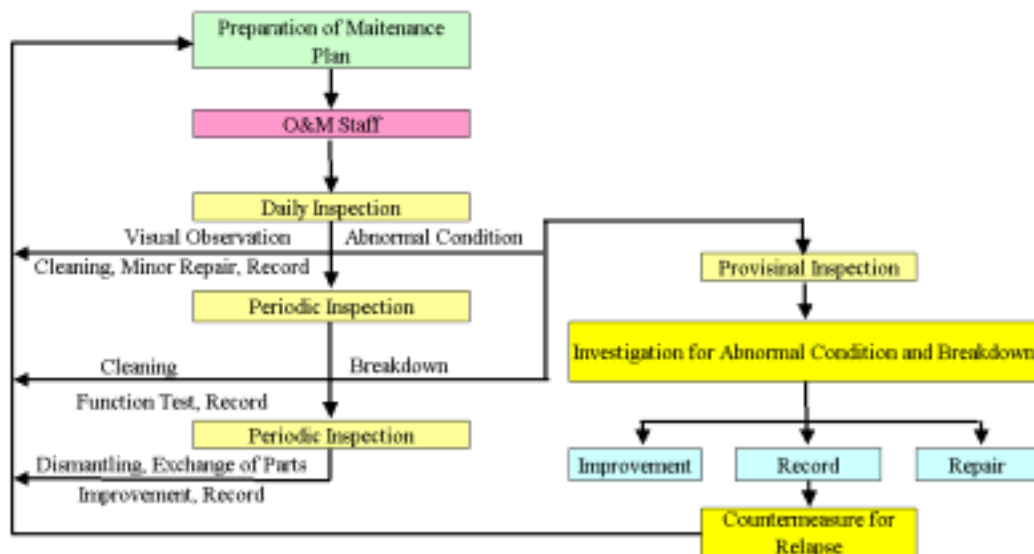 Preparation of Maitenance
Plan
O&M Staff
Daily Inspection
Visual Observation
Abnormal Condition
Cleaning, Minor Repair, Record
Provisinal Inspection
Periodic Inspection
Investigation for Abnormal Condition and Breakdown
Cleaning
Breakdown
Function Test, Record
Periodic Inspection
Dismantling, Exchange of Parts
Improvement, Record
Improvement
Record
Repair
Countermeasure for
Relapse